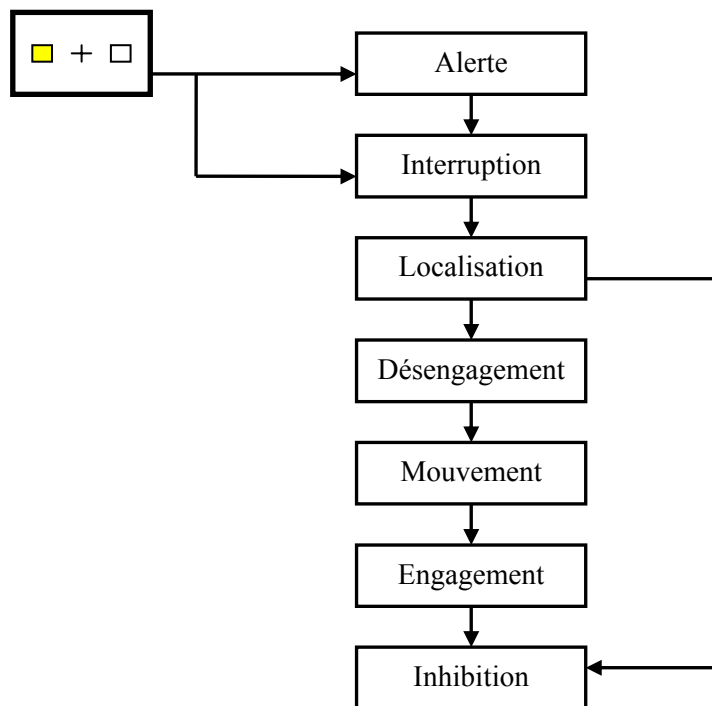 Alerte
Interruption
Localisation
Désengagement
Mouvement
Engagement
Inhibition